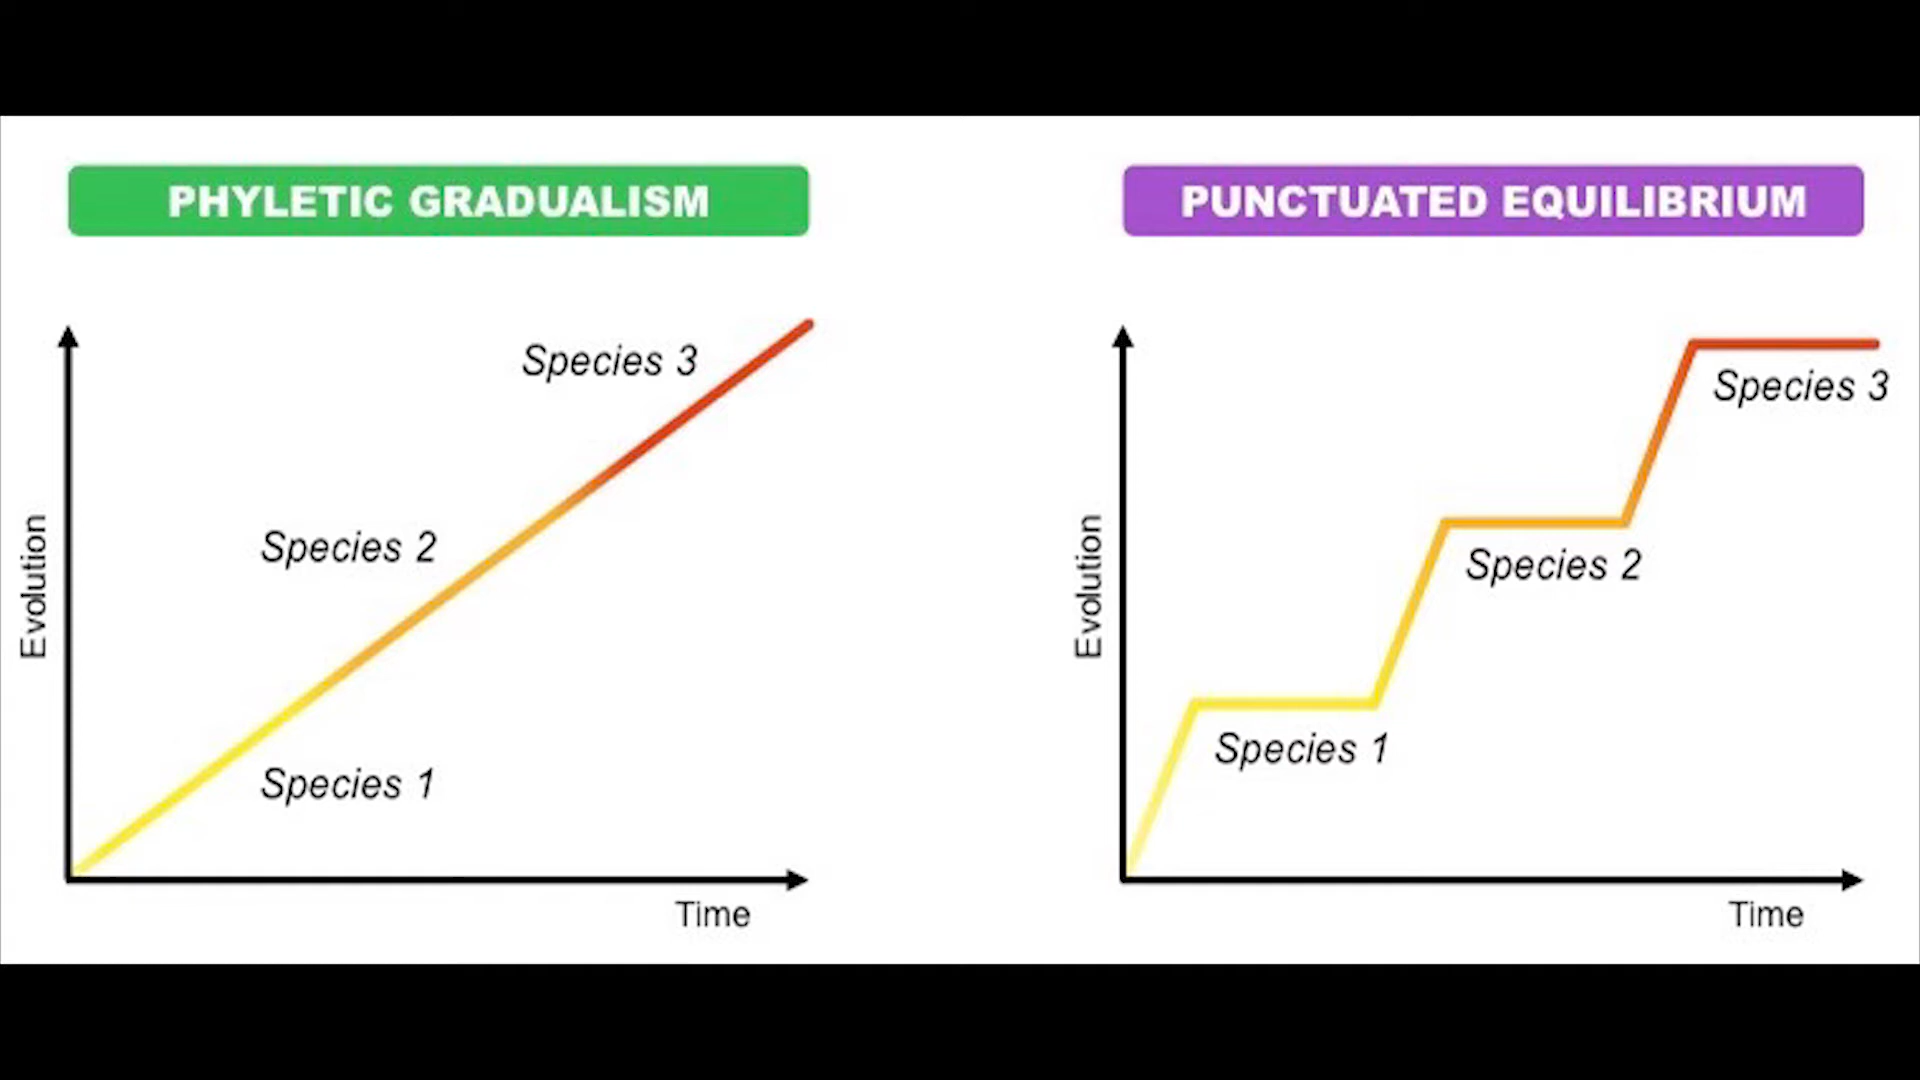 PHYLETIC GRADUALISM
Species 3
Species 2
Species 1
Evolution
Time
PUNCTUATED EQUILIBRIUM
Species 3
Species 2
Species 1
Evolution
Time